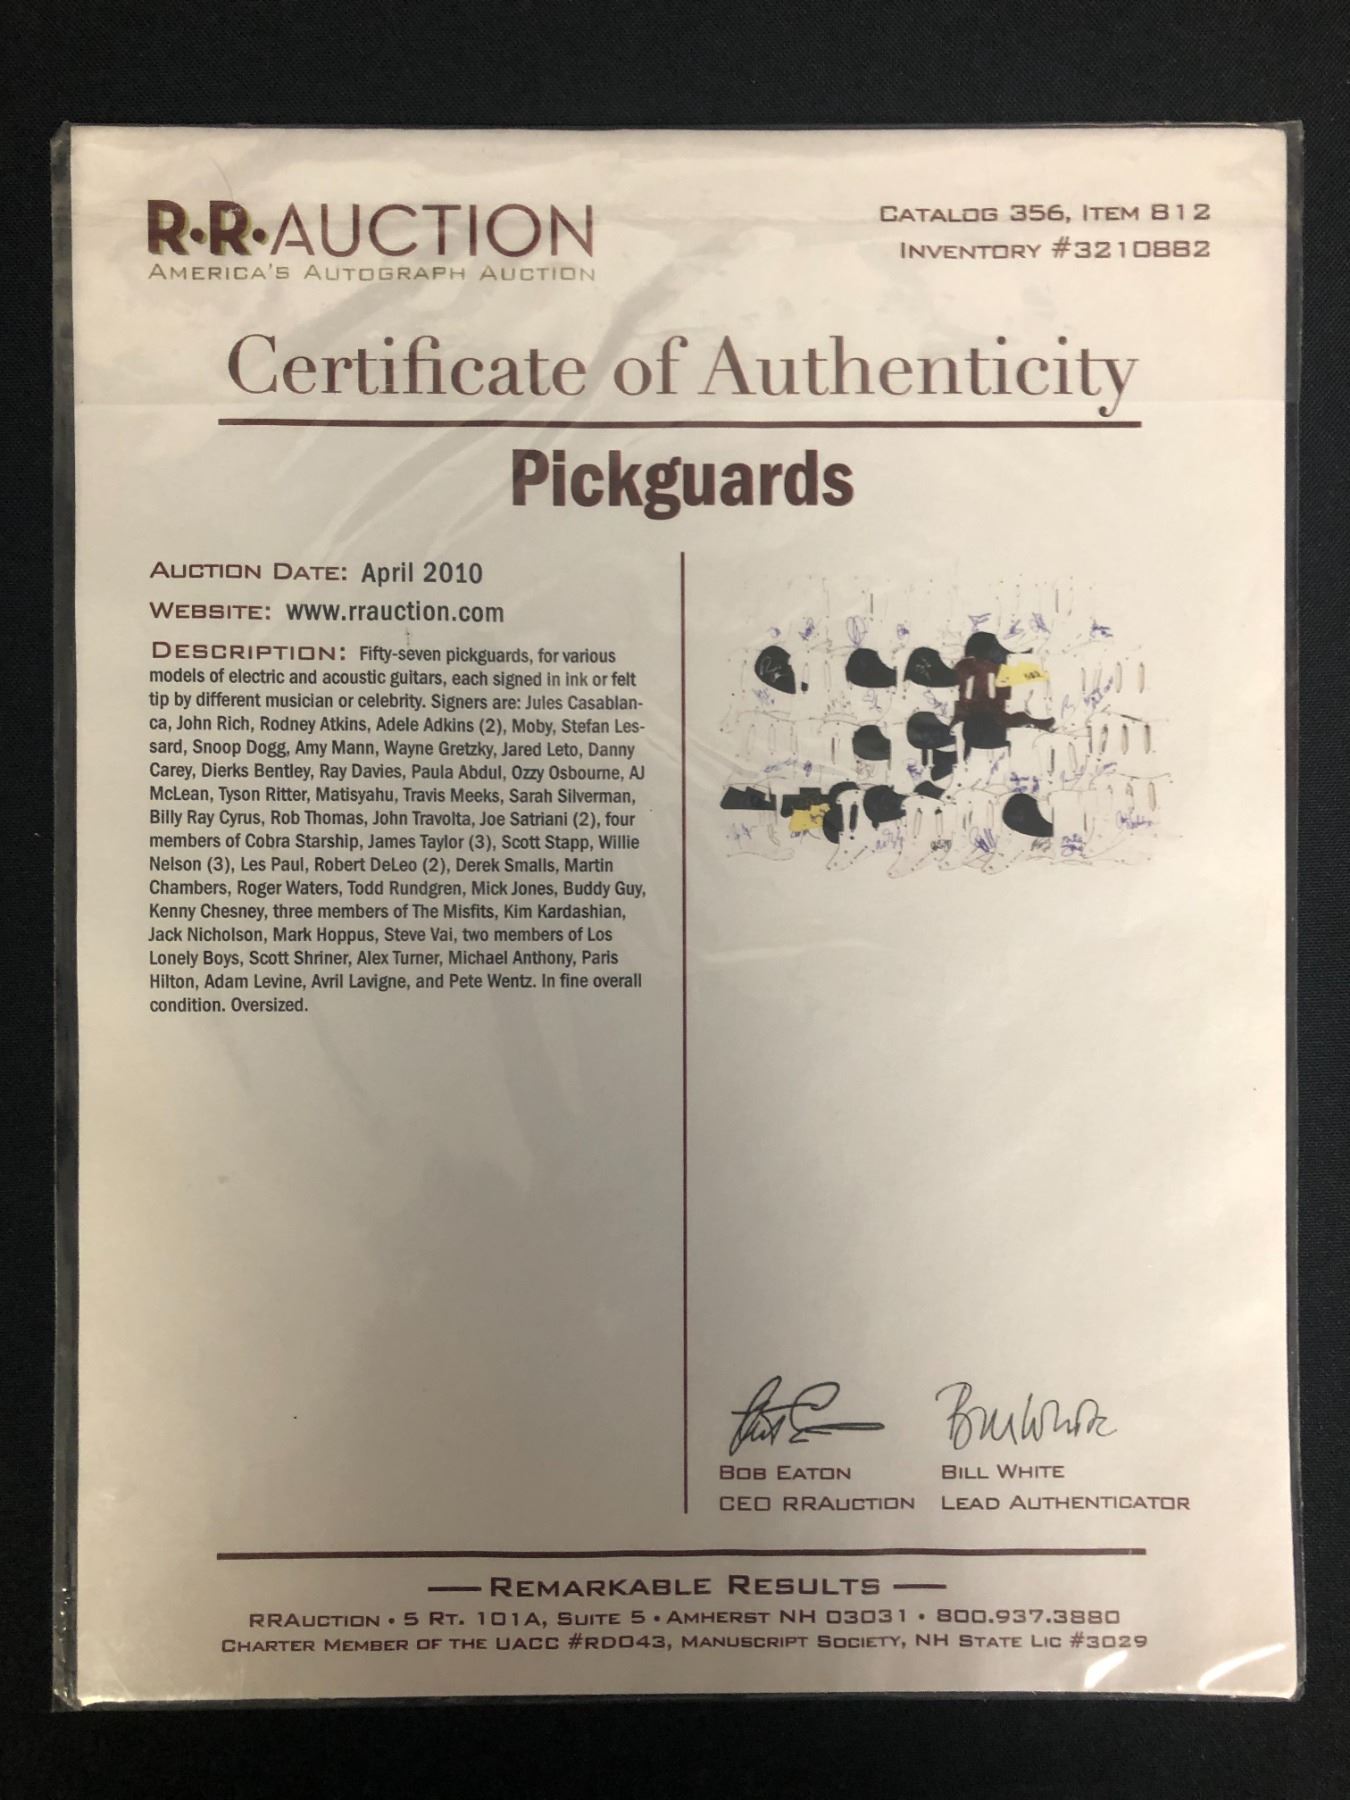 R·R·AUCTION
AMERICA'S AUTOGRAPH AUCTION
CATALOG 356, ITEM 812
INVENTORY #3210882
Certificate of Authenticity
Pickguards
AUCTION DATE: April 2010
WEBSITE: www.rrauction.com
DESCRIPTION: Fifty-seven pickguards, for various
models of electric and acoustic guitars, each signed in ink or felt
tip by different musician or celebrity. Signers are: Jules Casablan-
ca, John Rich, Rodney Atkins, Adele Adkins (2), Moby, Stefan Les-
sard, Snoop Dogg, Amy Mann, Wayne Gretzky, Jared Leto, Danny
Carey, Dierks Bentley, Ray Davies, Paula Abdul, Ozzy Osbourne, AJ
McLean, Tyson Ritter, Matisyahu, Travis Meeks, Sarah Silverman,
Billy Ray Cyrus, Rob Thomas, John Travolta, Joe Satriani (2), four
members of Cobra Starship, James Taylor (3), Scott Stapp, Willie
Nelson (3), Les Paul, Robert DeLeo (2), Derek Smalls, Martin
Chambers, Roger Waters, Todd Rundgren, Mick Jones, Buddy Guy,
Kenny Chesney, three members of The Misfits, Kim Kardashian,
Jack Nicholson, Mark Hoppus, Steve Vai, two members of Los
Lonely Boys, Scott Shriner, Alex Turner, Michael Anthony, Paris
Hilton, Adam Levine, Avril Lavigne, and Pete Wentz. In fine overall
condition. Oversized.
Bill White
BOB EATON
CEO RRAUCTION
BILL WHITE
LEAD AUTHENTICATOR
REMARKABLE RESULTS
RRAUCTION • 5 RT. 101A, SUITE 5 • AMHERST NH 03031 • 800.937.3880
CHARTER MEMBER OF THE UACC #RD043, MANUSCRIPT SOCIETY, NH STATE LIC #3029